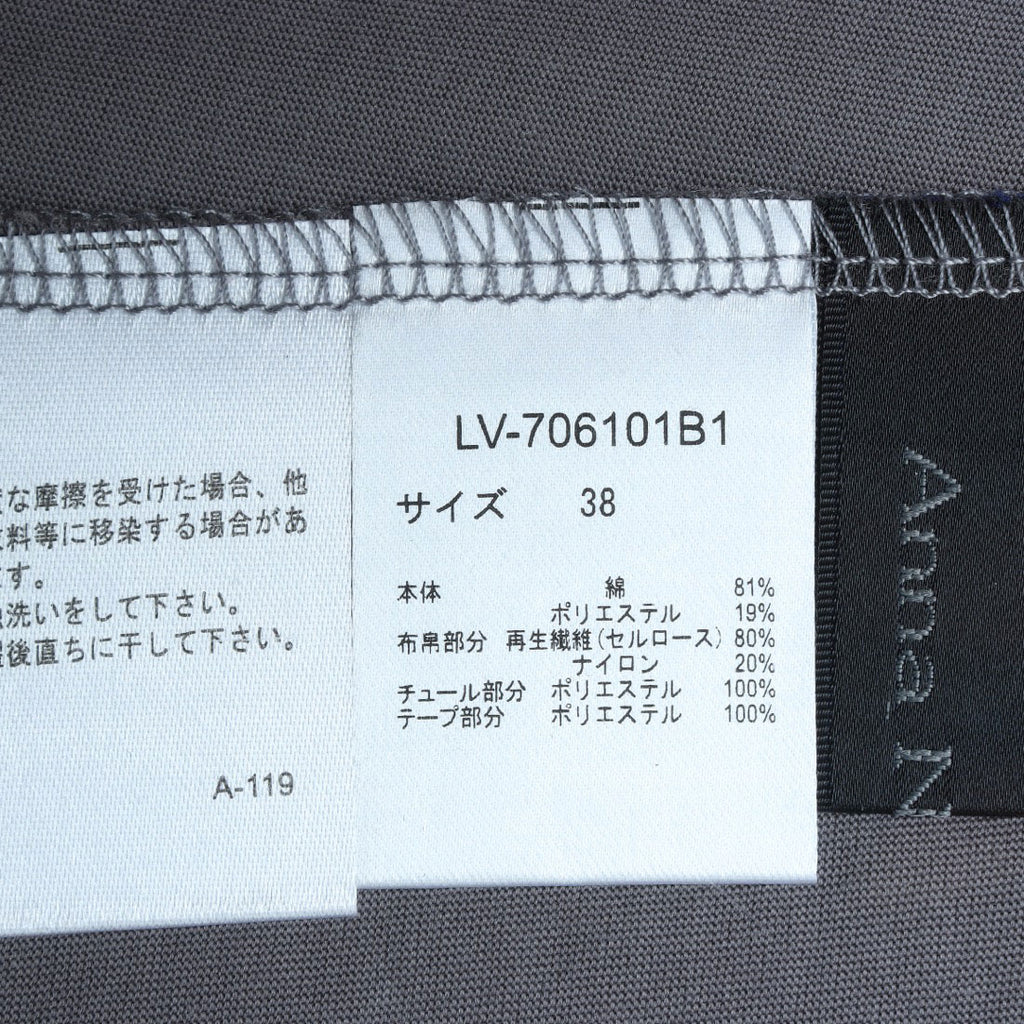 な摩擦を受けた場合、他
料等に移染する場合があ
す。
洗いをして下さい。
後直ちに干して下さい。
A-119
LV-706101B1
サイズ 38
本体 綿 81%
ポリエステル 19%
布帛部分 再生繊維(セルロース) 80%
ナイロン 20%
チュール部分 ポリエステル 100%
テープ部分 ポリエステル 100%
Anna N